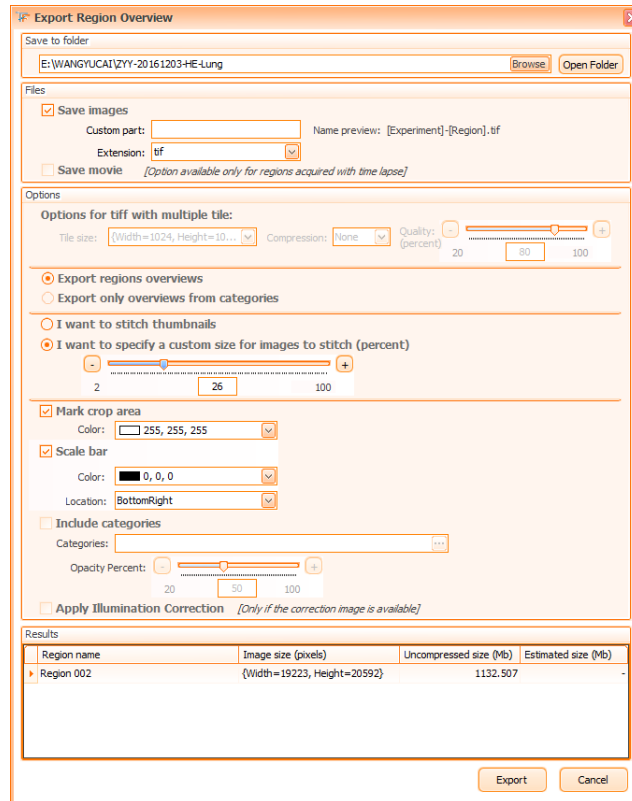 Export Region Overview
Save to folder
E:\WANGYUCAI\ZYY-20161203-HE-Lung Browse Open Folder
Files
Save images
Custom part: Name preview: [Experiment]-[Region].tif
Extension: tif
Save movie [Option available only for regions acquired with time lapse]
Options
Options for tiff with multiple tile:
Tile size: {Width=1024, Height=10... Compression: None Quality: - +
(percent)
20 80 100
Export regions overviews
Export only overviews from categories
I want to stitch thumbnails
I want to specify a custom size for images to stitch (percent)
- +
2 26 100
Mark crop area
Color: 255, 255, 255
Scale bar
Color: 0, 0, 0
Location: BottomRight
Include categories
Categories: ...
Opacity Percent: - +
20 50 100
Apply Illumination Correction [Only if the correction image is available]
Results
Region name Image size (pixels) Uncompressed size (Mb) Estimated size (Mb)
Region 002 {Width=19223, Height=20592} 1132.507 -
Export Cancel